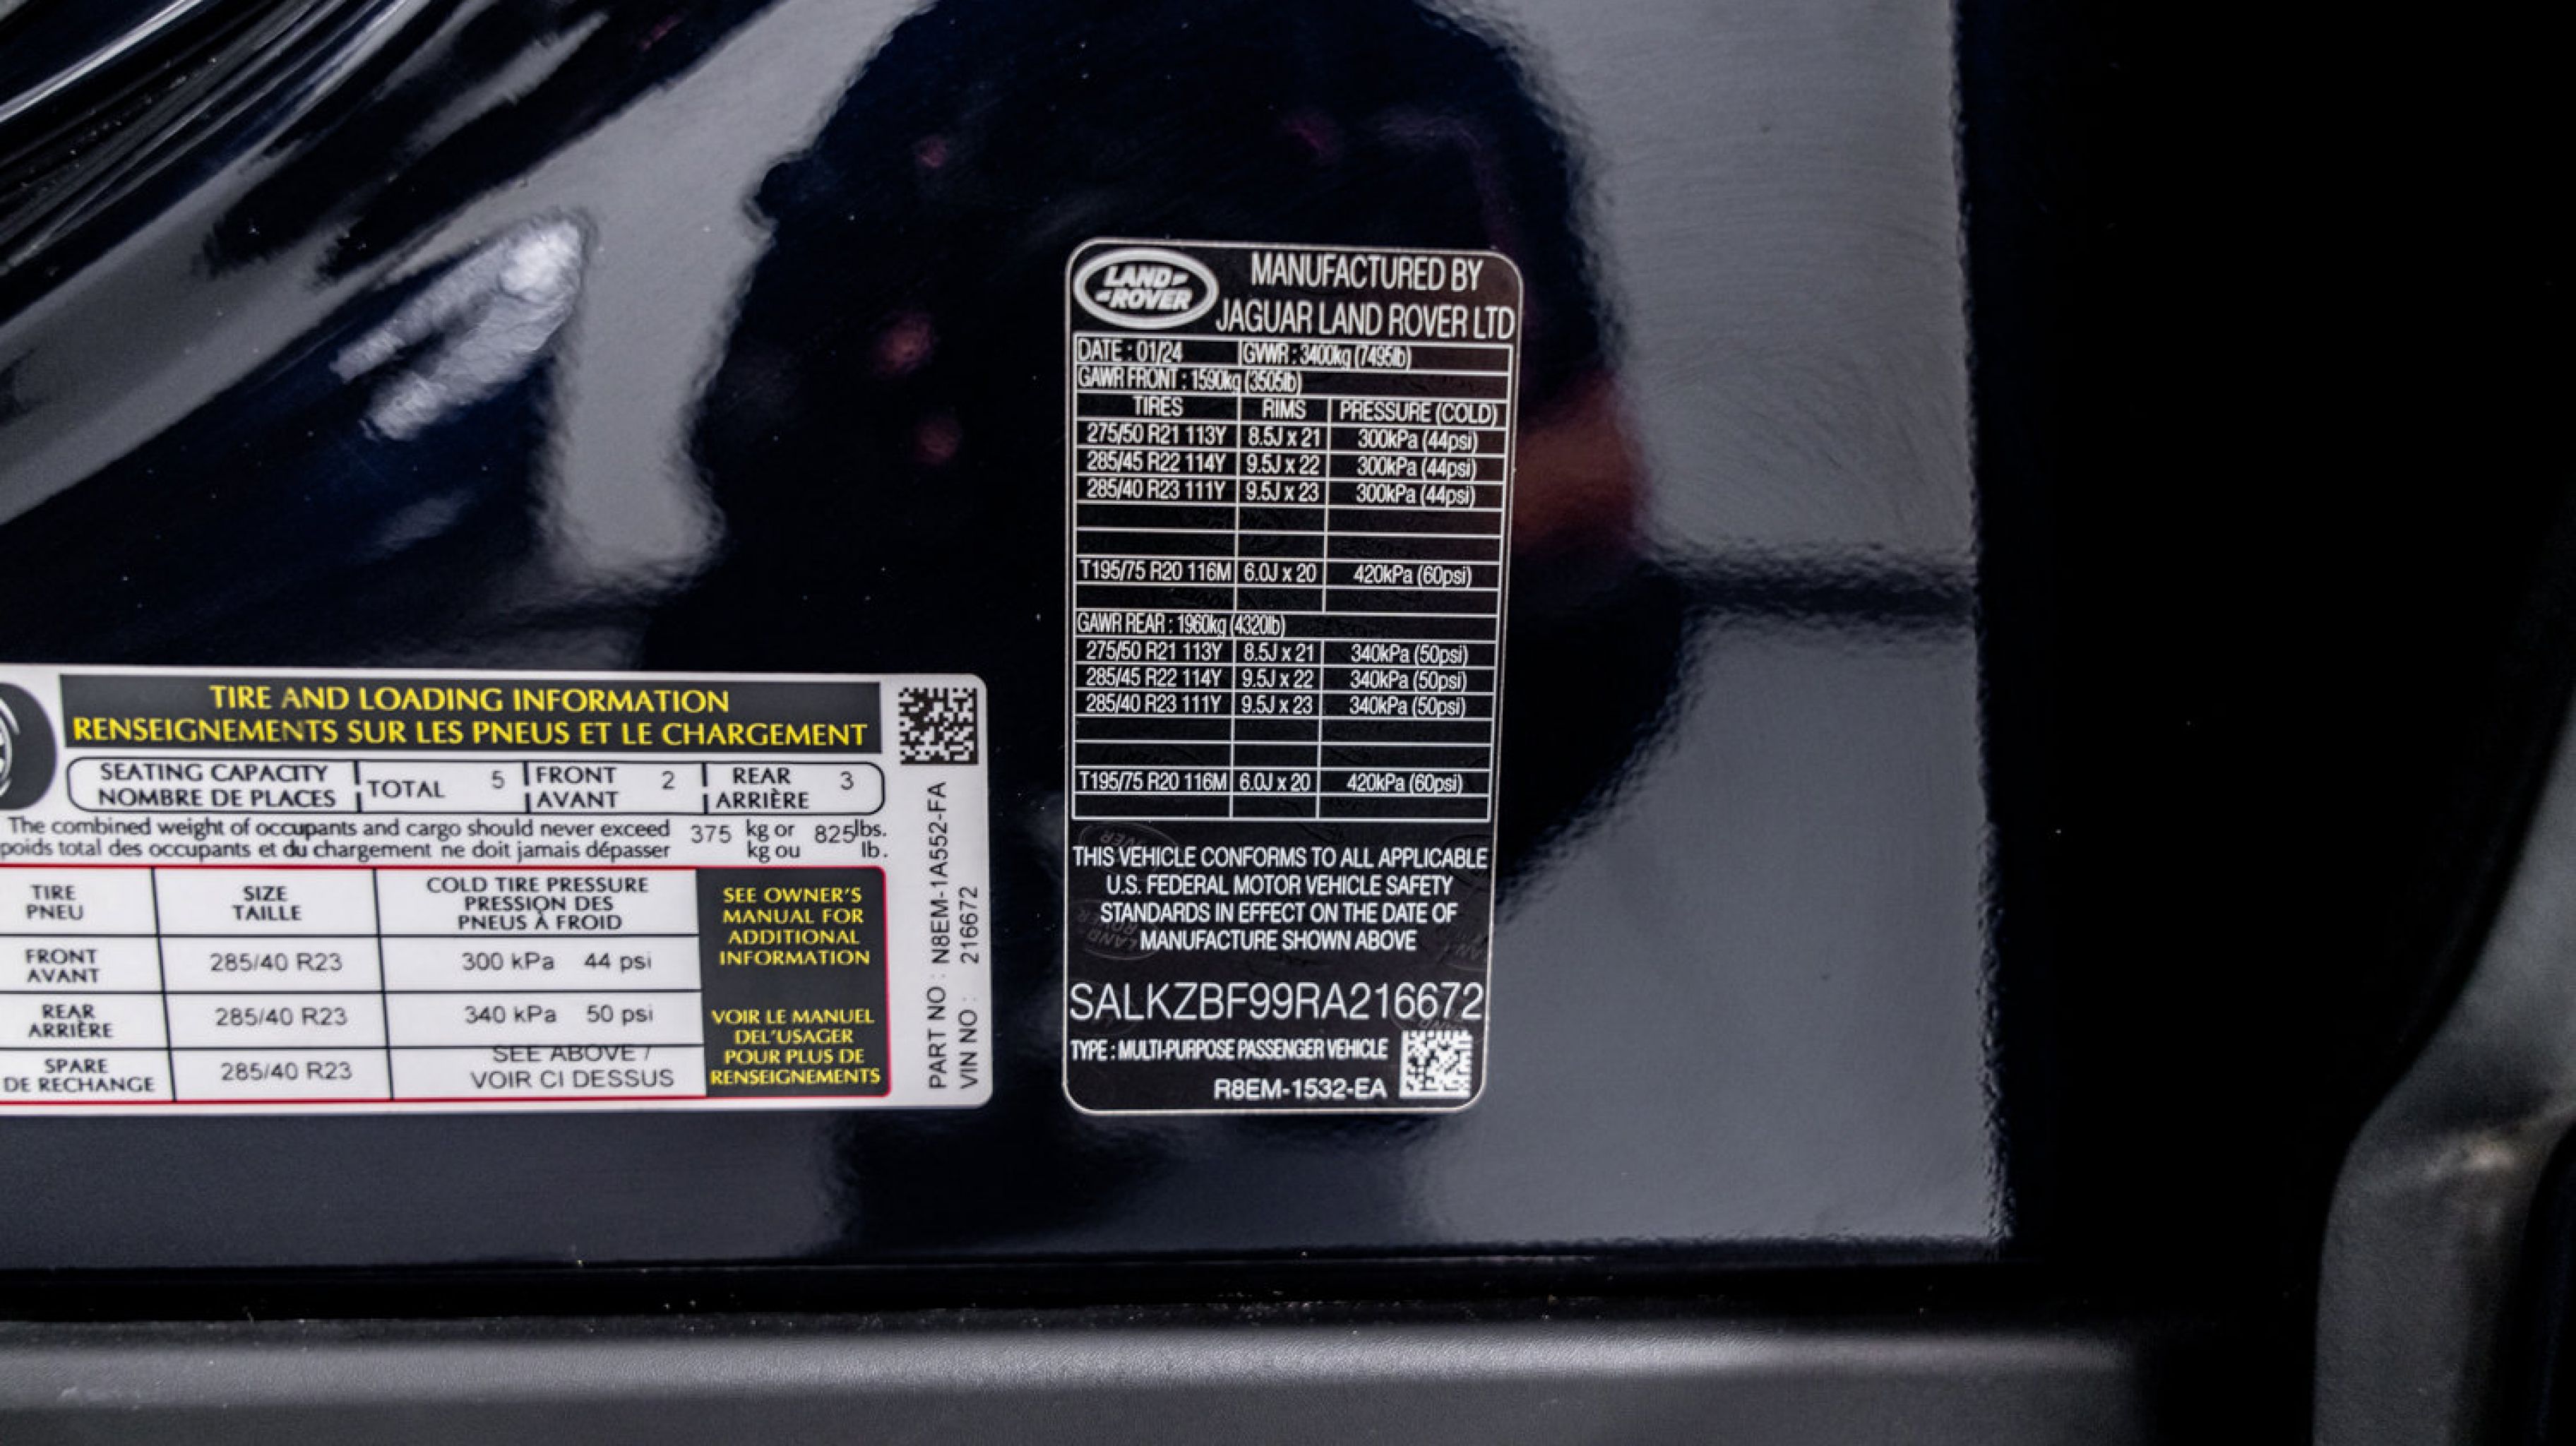 LAND ROVER
MANUFACTURED BY
JAGUAR LAND ROVER LTD
DATE : 01/24 GVWR : 3400kg (7495lb)
GAWR FRONT : 1590kg (3505lb)
TIRES RIMS PRESSURE (COLD)
275/50 R21 113Y 8.5J x 21 300kPa (44psi)
285/45 R22 114Y 9.5J x 22 300kPa (44psi)
285/40 R23 111Y 9.5J x 23 300kPa (44psi)
T195/75 R20 116M 6.0J x 20 420kPa (60psi)
GAWR REAR : 1960kg (4320lb)
275/50 R21 113Y 8.5J x 21 340kPa (50psi)
285/45 R22 114Y 9.5J x 22 340kPa (50psi)
285/40 R23 111Y 9.5J x 23 340kPa (50psi)
T195/75 R20 116M 6.0J x 20 420kPa (60psi)
THIS VEHICLE CONFORMS TO ALL APPLICABLE
U.S. FEDERAL MOTOR VEHICLE SAFETY
STANDARDS IN EFFECT ON THE DATE OF
MANUFACTURE SHOWN ABOVE
SALKZBF99RA216672
TYPE : MULTI-PURPOSE PASSENGER VEHICLE
R8EM-1532-EA
TIRE AND LOADING INFORMATION
RENSEIGNEMENTS SUR LES PNEUS ET LE CHARGEMENT
SEATING CAPACITY
NOMBRE DE PLACES
TOTAL 5
FRONT
AVANT
2
REAR
ARRIÈRE
3
The combined weight of occupants and cargo should never exceed 375 kg or 825 lbs.
poids total des occupants et du chargement ne doit jamais dépasser kg ou lb.
TIRE
PNEU
SIZE
TAILLE
COLD TIRE PRESSURE
PRESSION DES
PNEUS À FROID
FRONT
AVANT
285/40 R23
300 kPa 44 psi
REAR
ARRIÈRE
285/40 R23
340 kPa 50 psi
SPARE
DE RECHANGE
285/40 R23
SEE ABOVE /
VOIR CI DESSUS
SEE OWNER'S
MANUAL FOR
ADDITIONAL
INFORMATION
VOIR LE MANUEL
DEL'USAGER
POUR PLUS DE
RENSEIGNEMENTS
PART NO : N8EM-1A552-FA
VIN NO : 216672